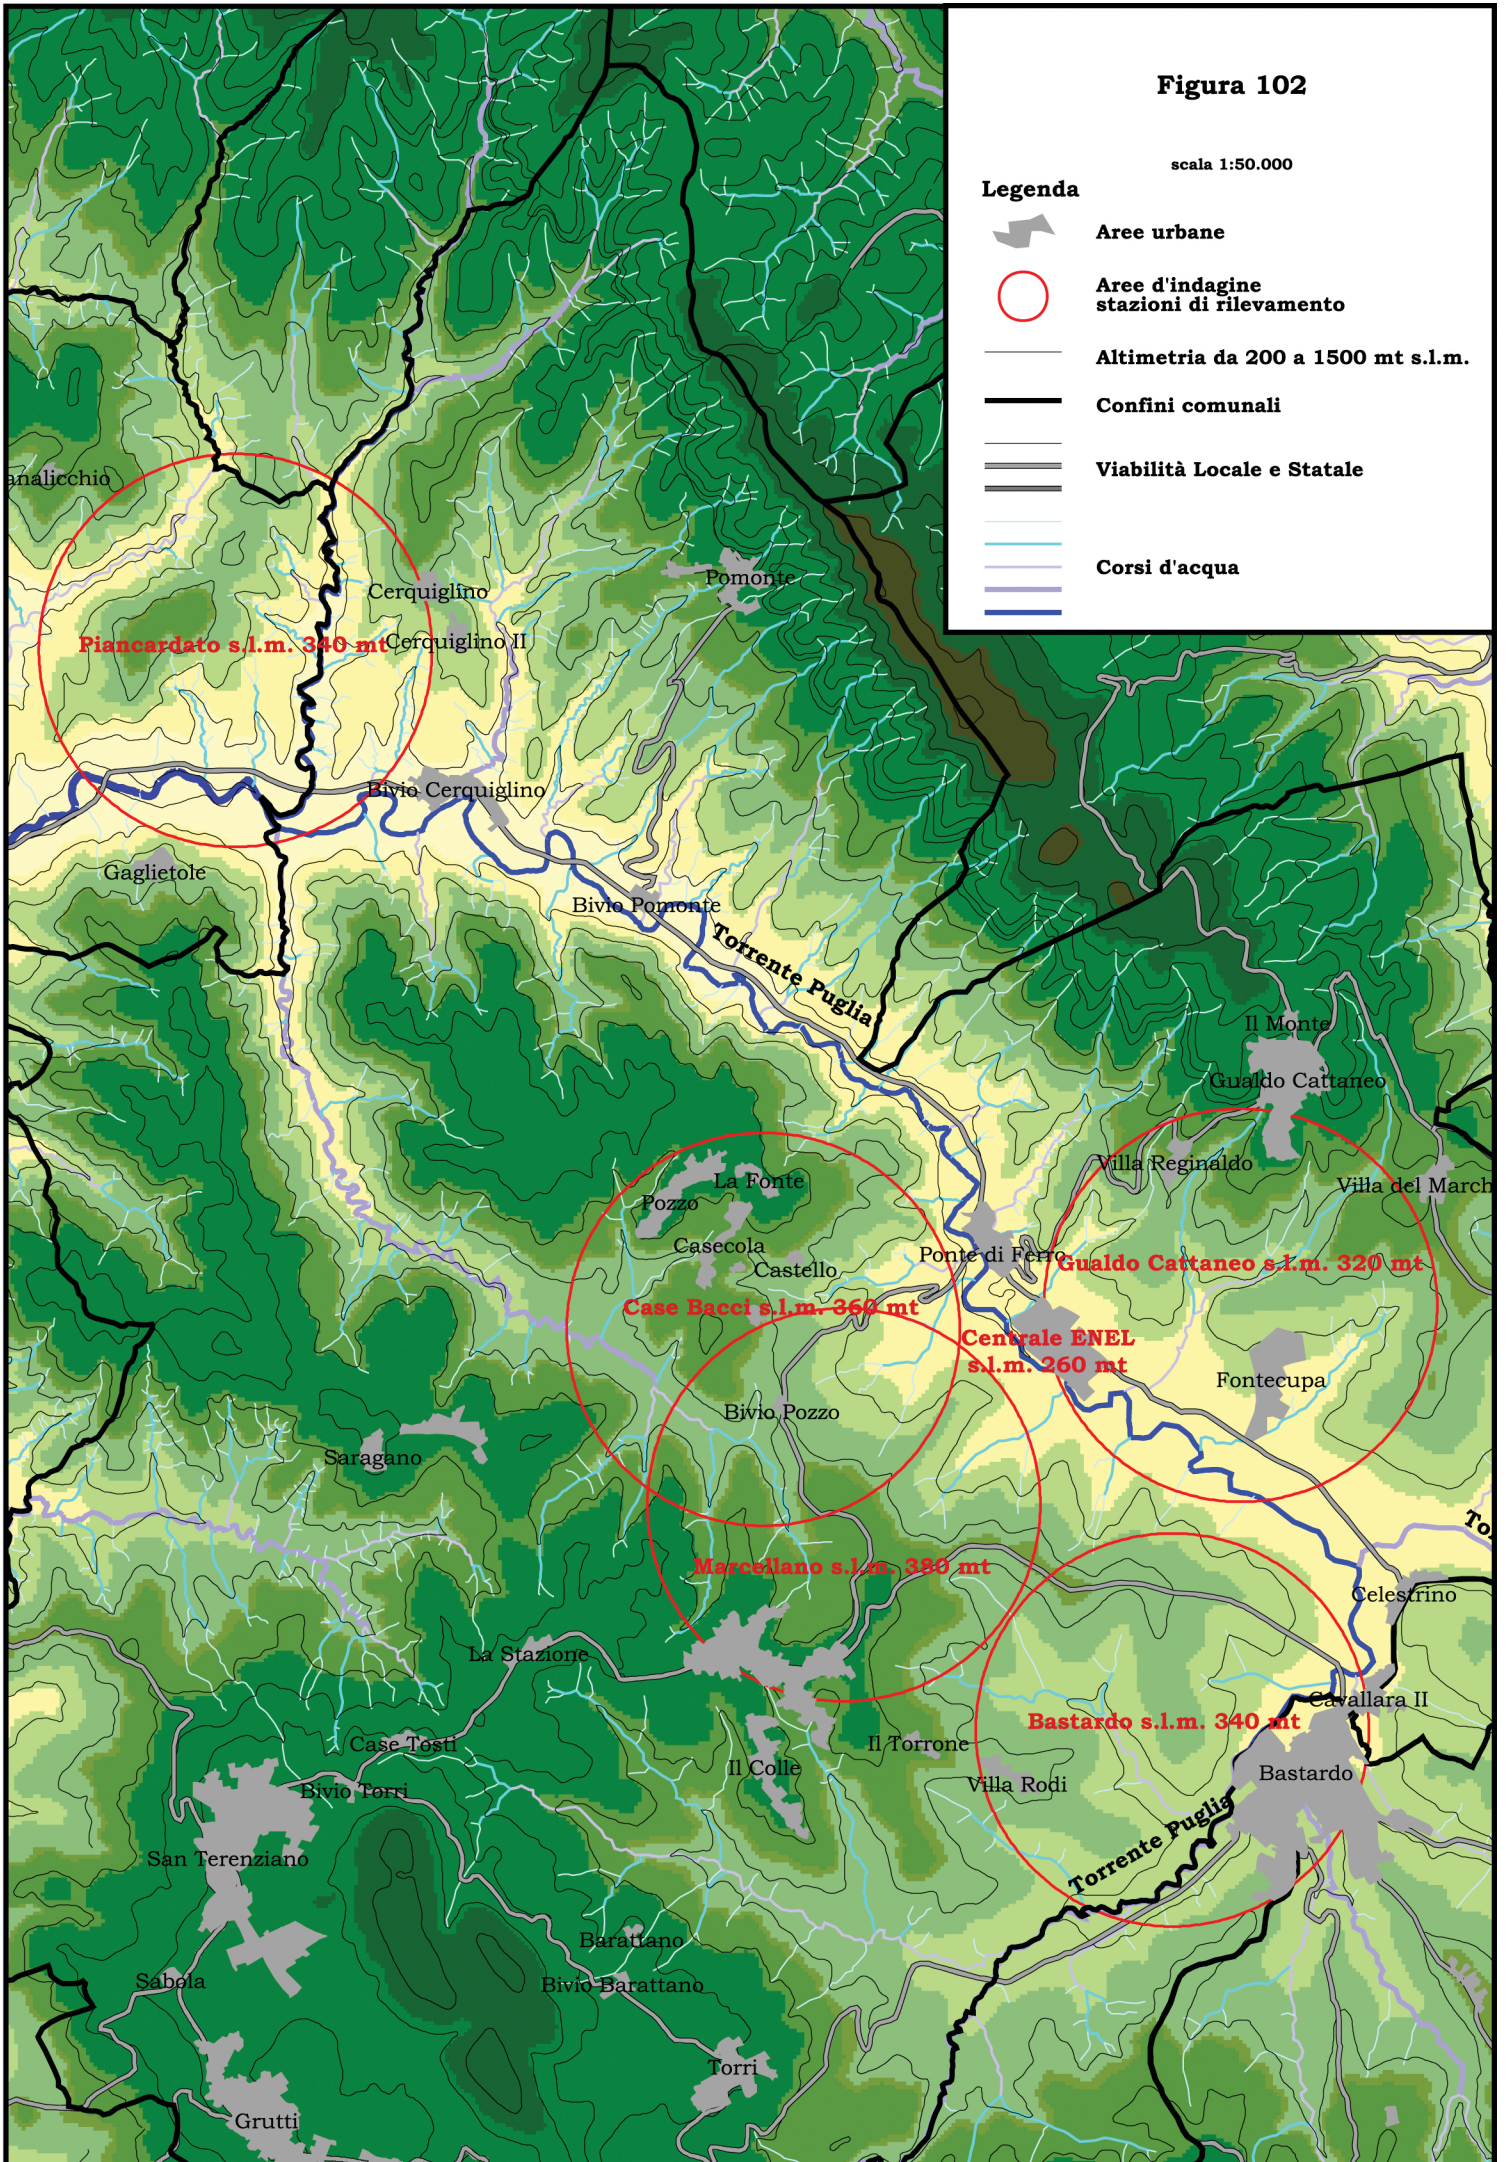 Figura 102
scala 1:50.000
Legenda
Aree urbane
Aree d'indagine
stazioni di rilevamento
Altimetria da 200 a 1500 mt s.l.m.
Confini comunali
Viabilità Locale e Statale
Corsi d'acqua
analicchio
Pomonte
Cerquiglino
Cerquiglino II
Piancardato s.l.m. 340 mt
Bivio Cerquiglino
Gaglietole
Bivio Pomonte
Torrente Puglia
Il Monte
Gualdo Cattaneo
Villa Reginaldo
La Fonte
Villa del March
Pozzo
Casecola
Ponte di Ferro
Gualdo Cattaneo s.l.m. 320 mt
Castello
Case Bacci s.l.m. 360 mt
Centrale ENEL
s.l.m. 260 mt
Fontecupa
Bivio Pozzo
Saragano
To
Marcellano s.l.m. 380 mt
Celestrino
La Stazione
Cavallara II
Bastardo s.l.m. 340 mt
Case Tosti
Il Torrone
Il Colle
Bastardo
Villa Rodi
Bivio Torri
Torrente Puglia
San Terenziano
Barattano
Sabola
Bivio Barattano
Torri
Grutti